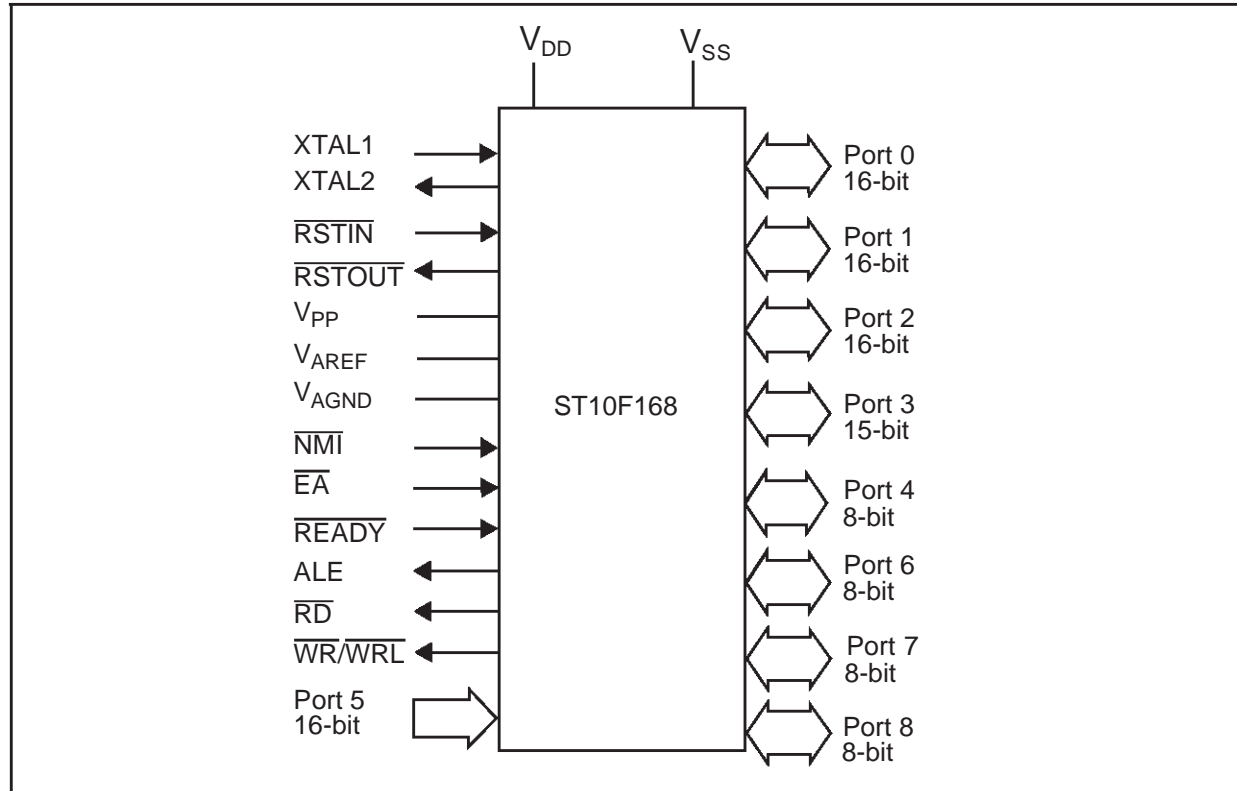 VDD
VSS
XTAL1
XTAL2
RSTIN
RSTOUT
VPP
VAREF
VAGND
NMI
EA
READY
ALE
RD
WR/WRL
Port 5
16-bit
ST10F168
Port 0
16-bit
Port 1
16-bit
Port 2
16-bit
Port 3
15-bit
Port 4
8-bit
Port 6
8-bit
Port 7
8-bit
Port 8
8-bit